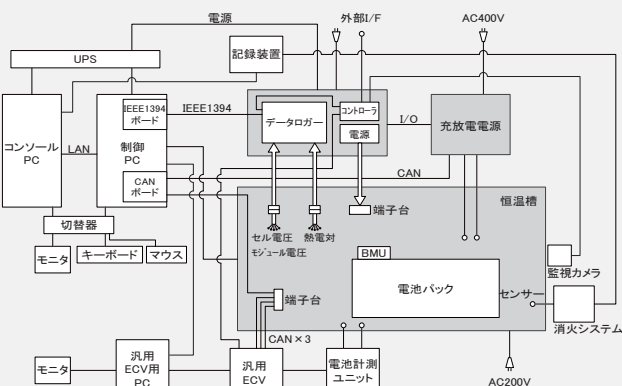 電源
外部I/F
AC400V
UPS
記録装置
コンソール
PC
LAN
IEEE1394
ボード
制御
PC
CAN
ボード
IEEE1394
データロガー
コントローラ
電源
I/O
充放電電源
CAN
恒温槽
端子台
セル電圧
モジュール電圧
熱電対
切替器
モニタ
キーボード
マウス
BMU
電池パック
センサー
監視カメラ
消火システム
端子台
CAN×3
モニタ
汎用
ECV用
PC
汎用
ECV
電池計測
ユニット
AC200V